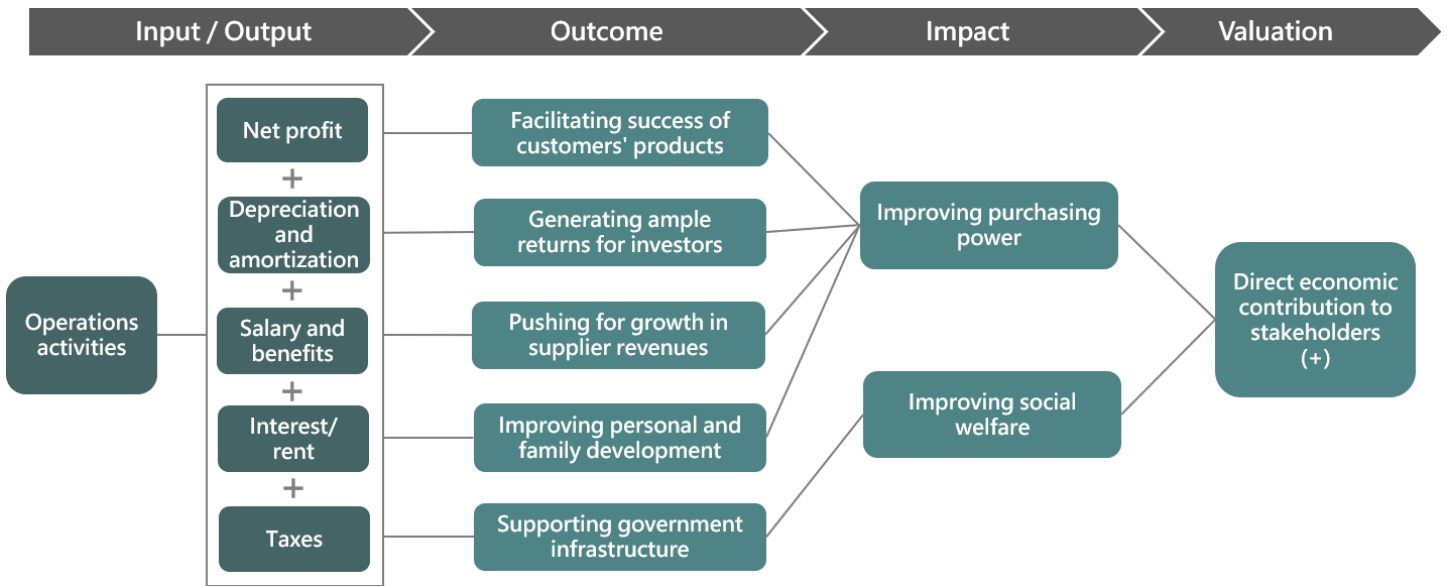 Input / Output
Outcome
Impact
Valuation
Operations
activities
Net profit
+
Depreciation
and
amortization
+
Salary and
benefits
+
Interest/
rent
+
Taxes
Facilitating success of
customers' products
Generating ample
returns for investors
Pushing for growth in
supplier revenues
Improving personal and
family development
Supporting government
infrastructure
Improving purchasing
power
Improving social
welfare
Direct economic
contribution to
stakeholders
(+)